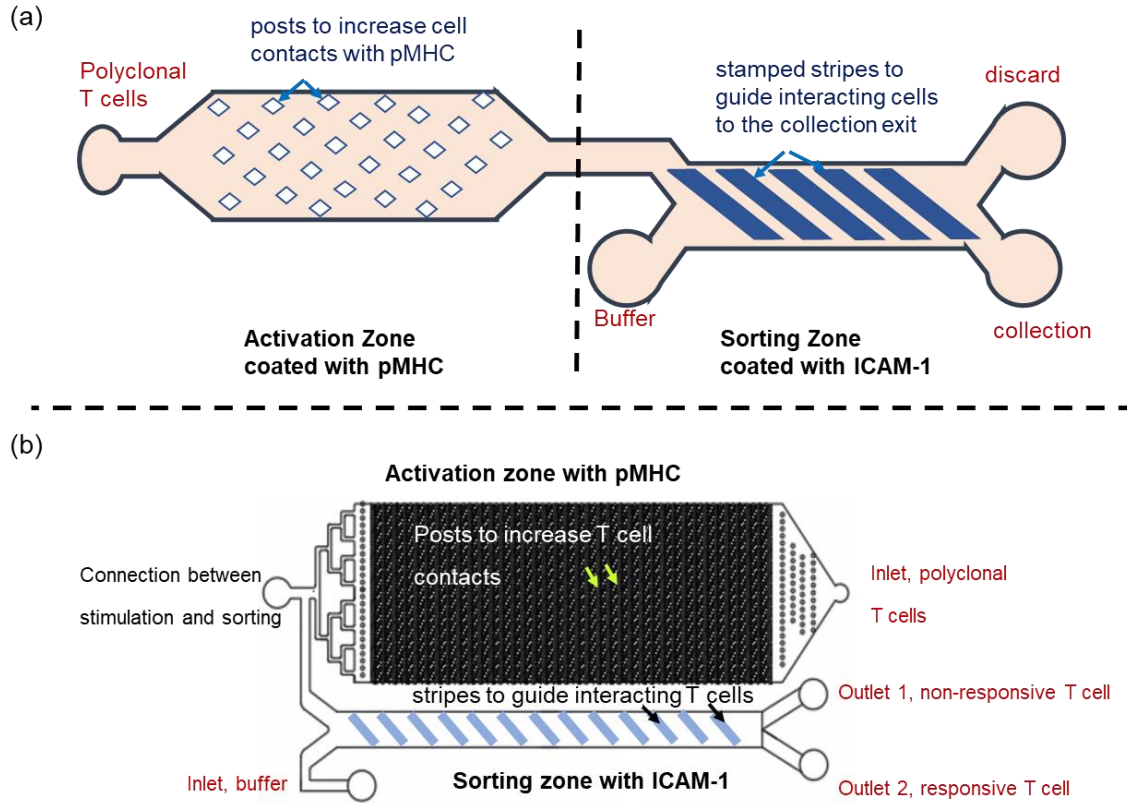 (a)
posts to increase cell
contacts with pMHC
Polyclonal
T cells
stamped stripes to
guide interacting cells
to the collection exit
discard
Buffer
collection
Activation Zone
coated with pMHC
Sorting Zone
coated with ICAM-1
(b)
Activation zone with pMHC
Posts to increase T cell
contacts
Connection between
stimulation and sorting
Inlet, polyclonal
T cells
stripes to guide interacting T cells
Outlet 1, non-responsive T cell
Inlet, buffer
Sorting zone with ICAM-1
Outlet 2, responsive T cell